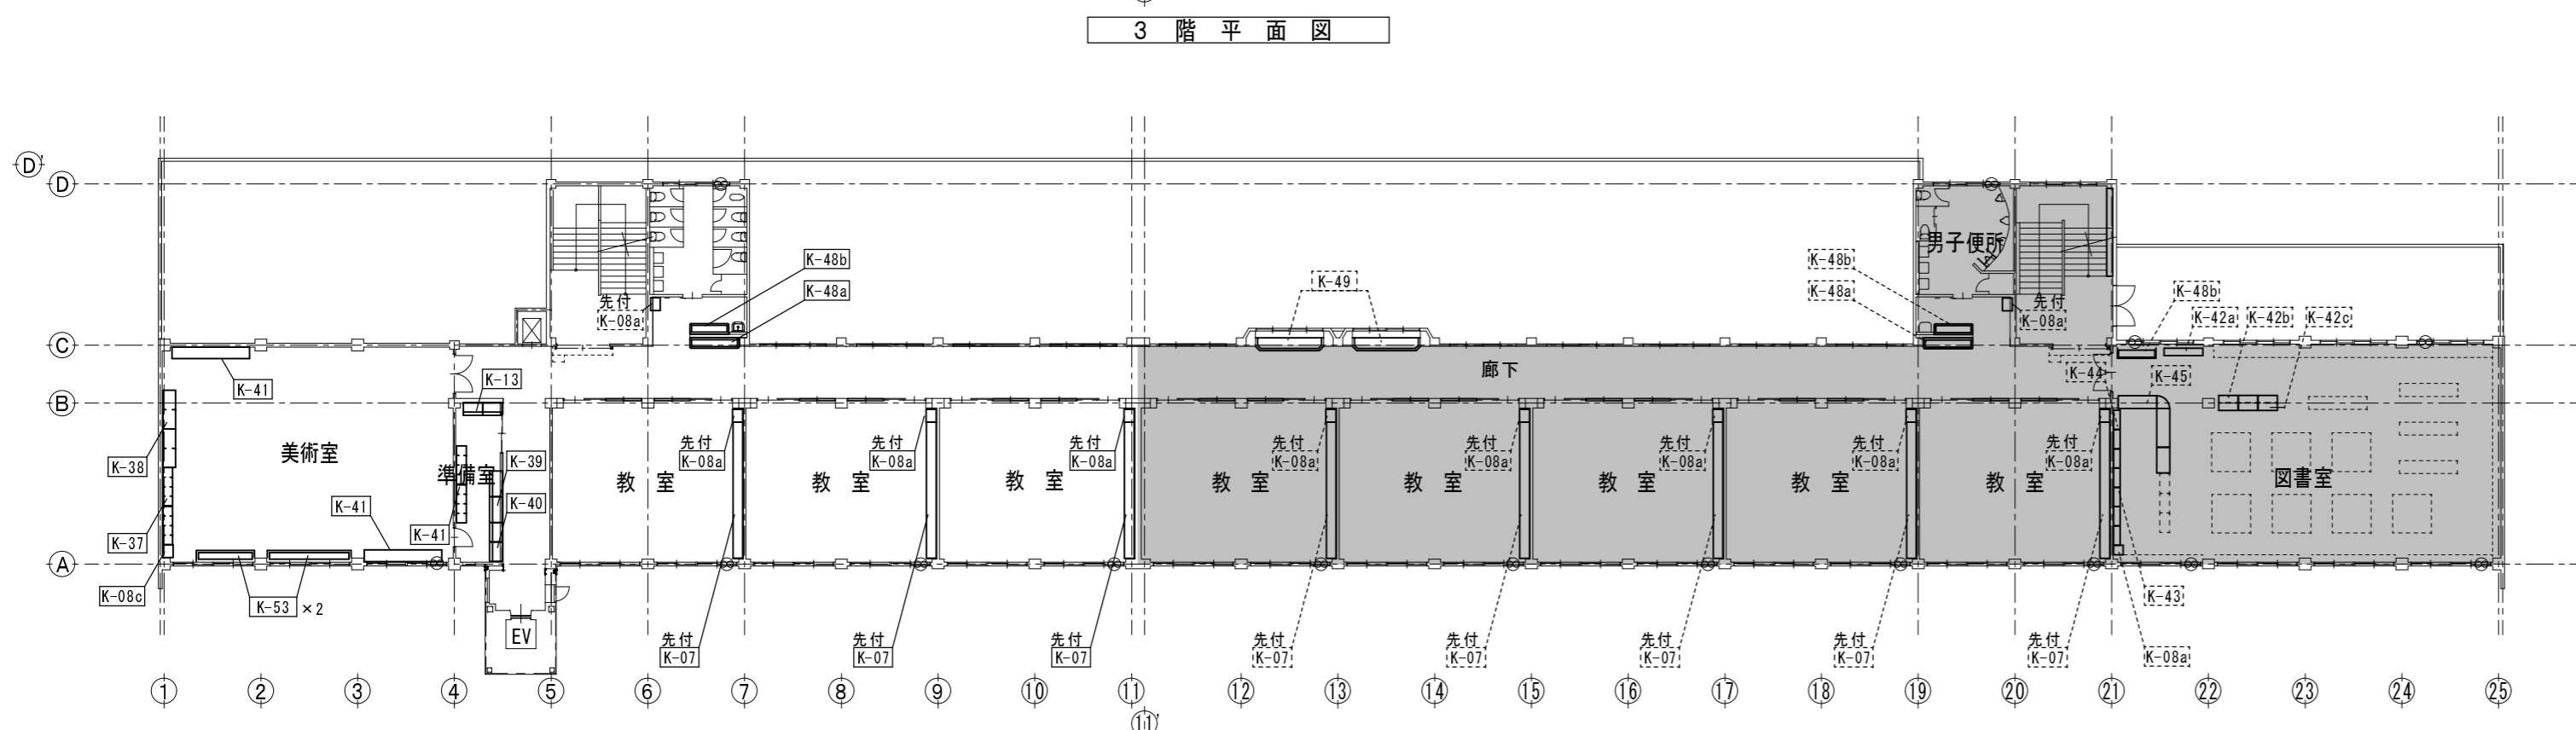 3 階 平 面 図
D'
D
K-48b
K-48a
先付
K-08a
K-49
K-48b
K-48a
男子便所
先付
K-08a
K-48b
K-42a
K-42b
K-42c
C
K-41
K-13
廊下
K-44
K-45
B
美術室
準備室
K-38
K-39
K-37
K-41
K-41
K-40
先付
K-08a
先付
K-08a
先付
K-08a
先付
K-08a
先付
K-08a
先付
K-08a
先付
K-08a
先付
K-08a
教 室
教 室
教 室
教 室
教 室
教 室
教 室
教 室
図書室
A
K-08c
K-53 ×2
K-43
EV
先付
K-07
先付
K-07
先付
K-07
先付
K-07
先付
K-07
先付
K-07
先付
K-07
先付
K-07
K-08a
1 2 3 4 5 6 7 8 9 10 11 12 13 14 15 16 17 18 19 20 21 22 23 24 25
11'